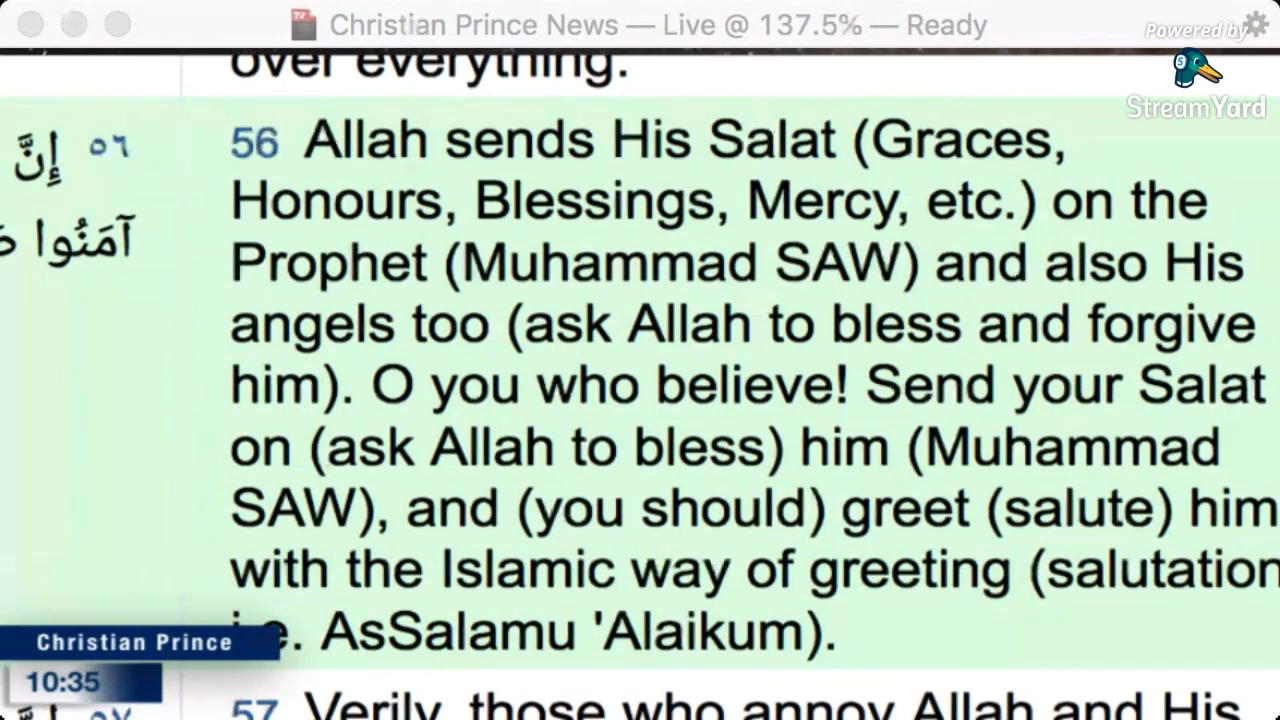 Christian Prince News — Live @ 137.5% — Ready
Powered by
StreamYard
over everything.
56 Allah sends His Salat (Graces,
Honours, Blessings, Mercy, etc.) on the
Prophet (Muhammad SAW) and also His
angels too (ask Allah to bless and forgive
him). O you who believe! Send your Salat
on (ask Allah to bless) him (Muhammad
SAW), and (you should) greet (salute) him
with the Islamic way of greeting (salutation
i.e. AsSalamu 'Alaikum).
57 Verily, those who annoy Allah and His
٥٦ إِنَّ
آمَنُوا
Christian Prince
10:35